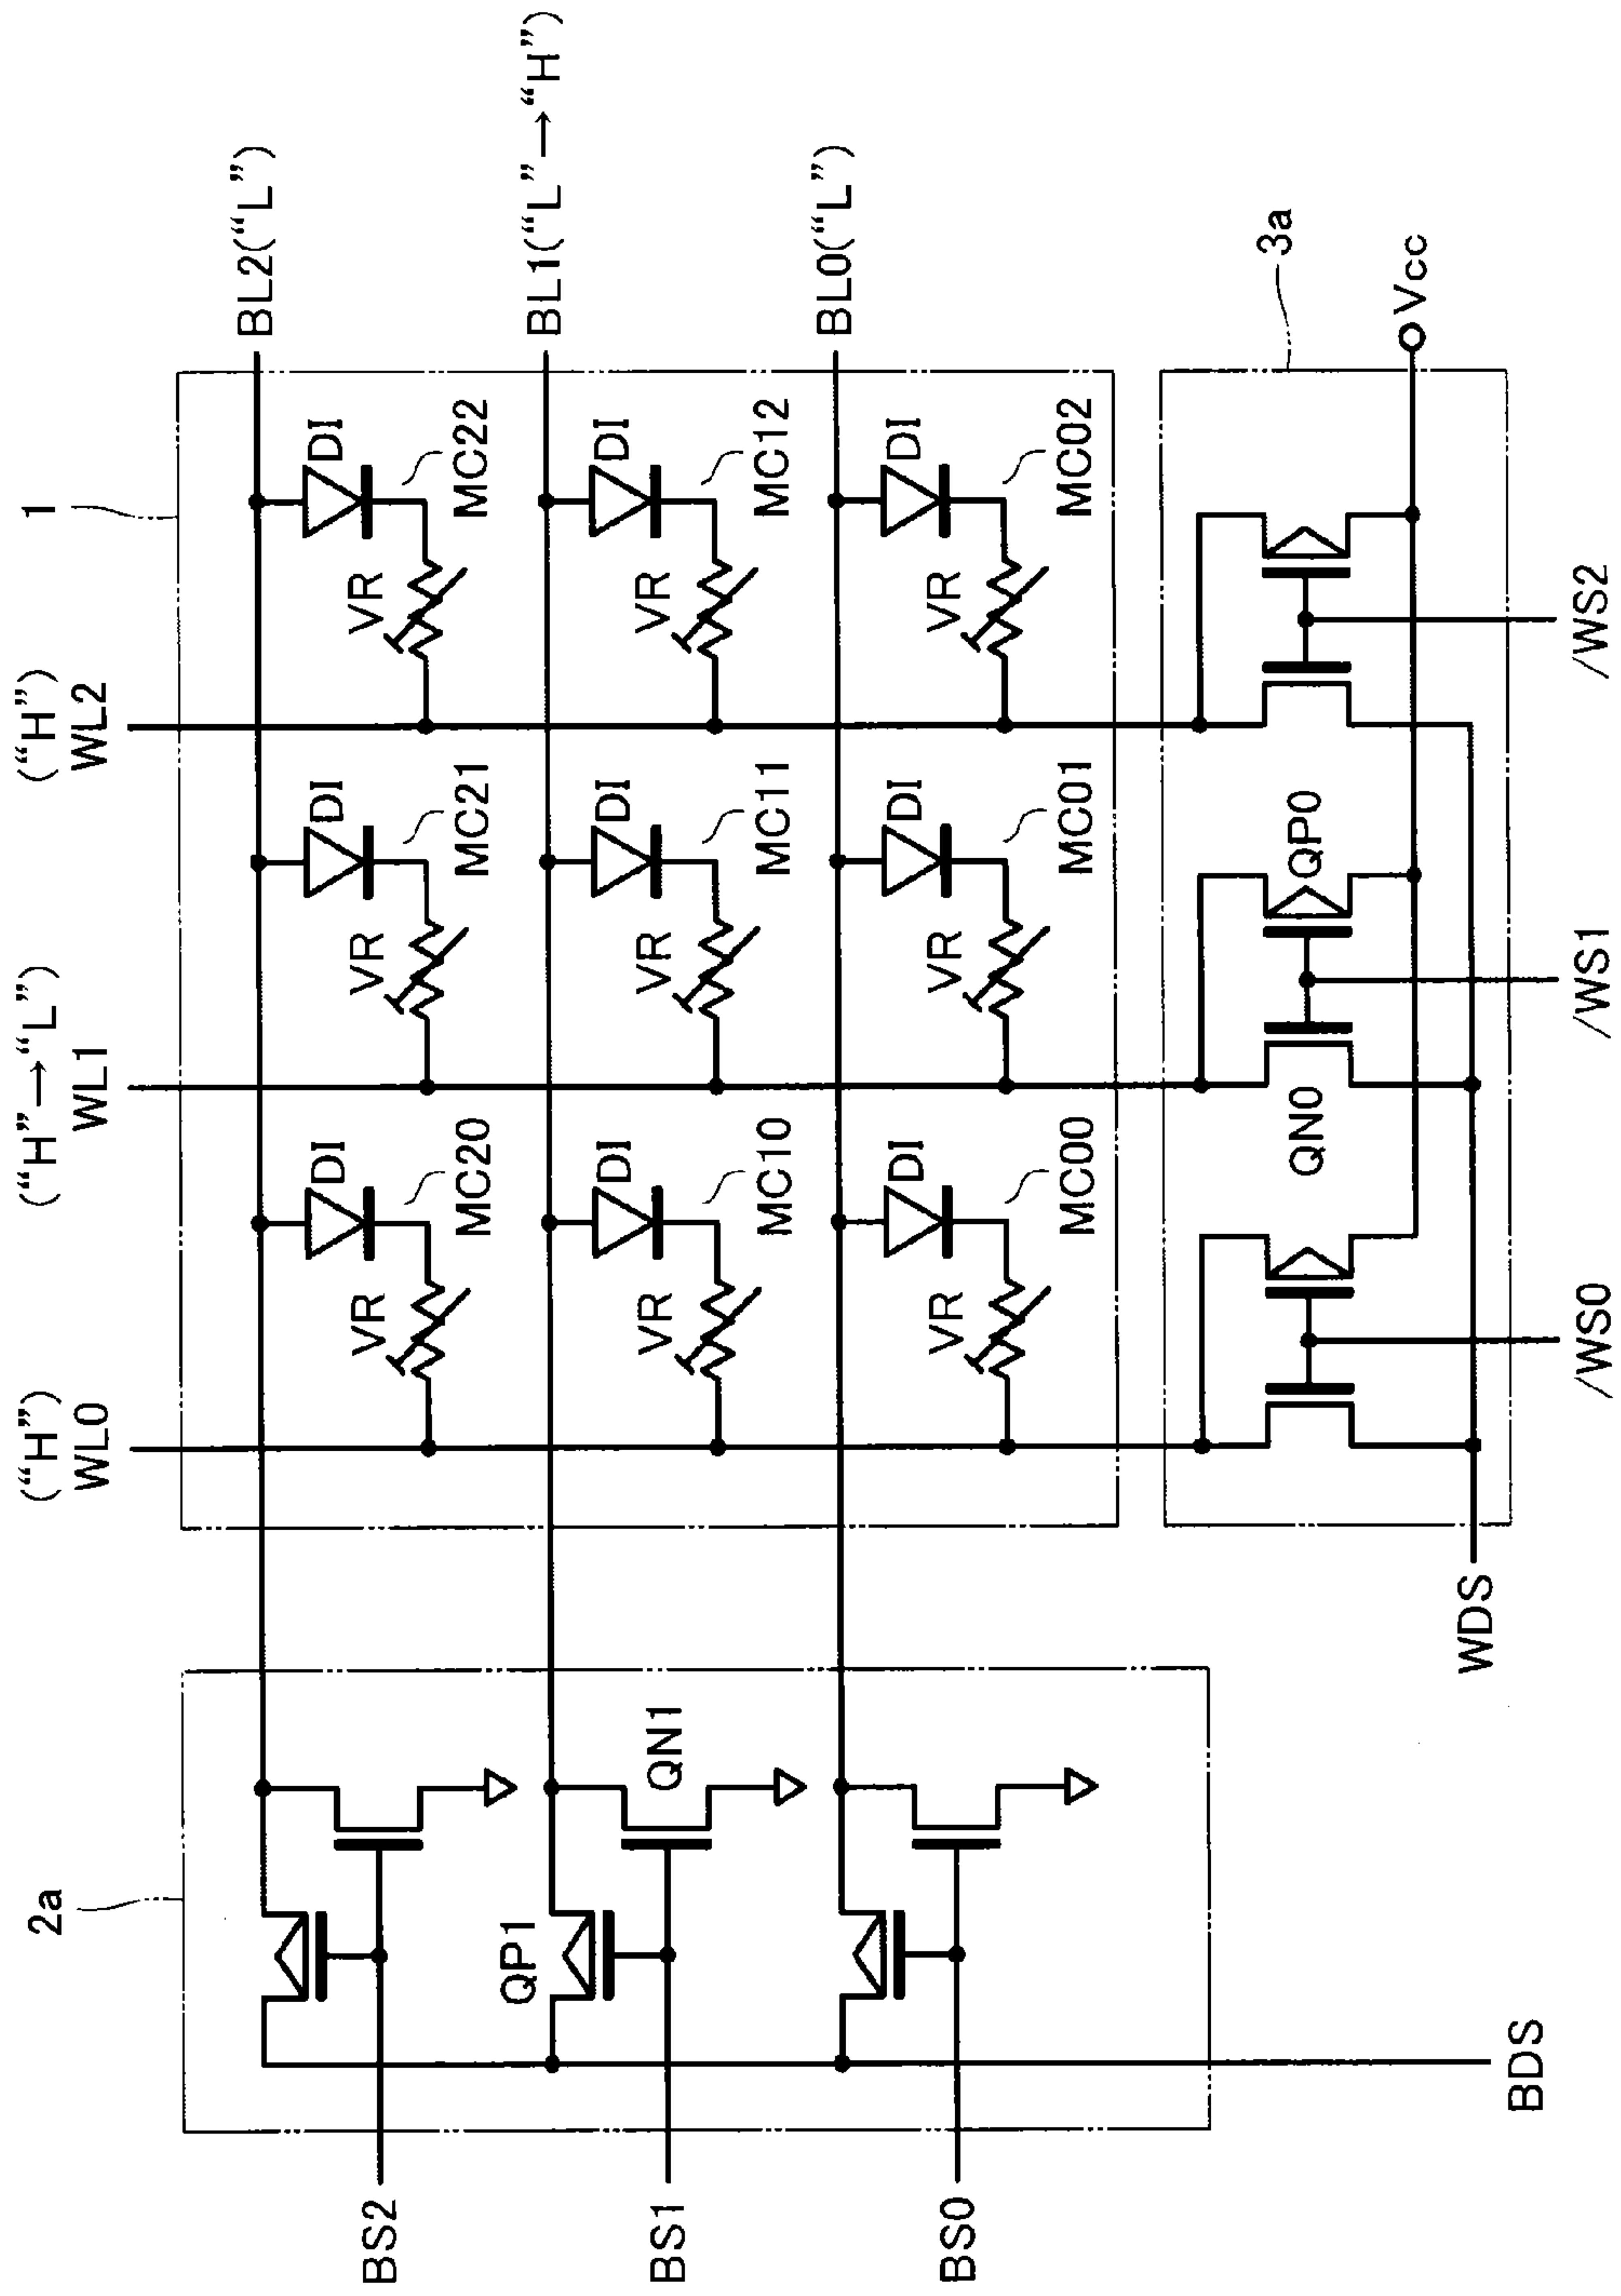 ("H")
("H"→"L")
("H")
2a
WL0
WL1
WL2
1
BL2("L")
DI
DI
DI
VR
VR
VR
BS2
MC20
MC21
MC22
QP1
BL1("L"→"H")
DI
DI
DI
QN1
VR
VR
VR
BS1
MC10
MC11
MC12
BL0("L")
DI
DI
DI
VR
VR
VR
BS0
MC00
MC01
MC02
3a
QN0
QP0
Vcc
WDS
BDS
/WS0
/WS1
/WS2